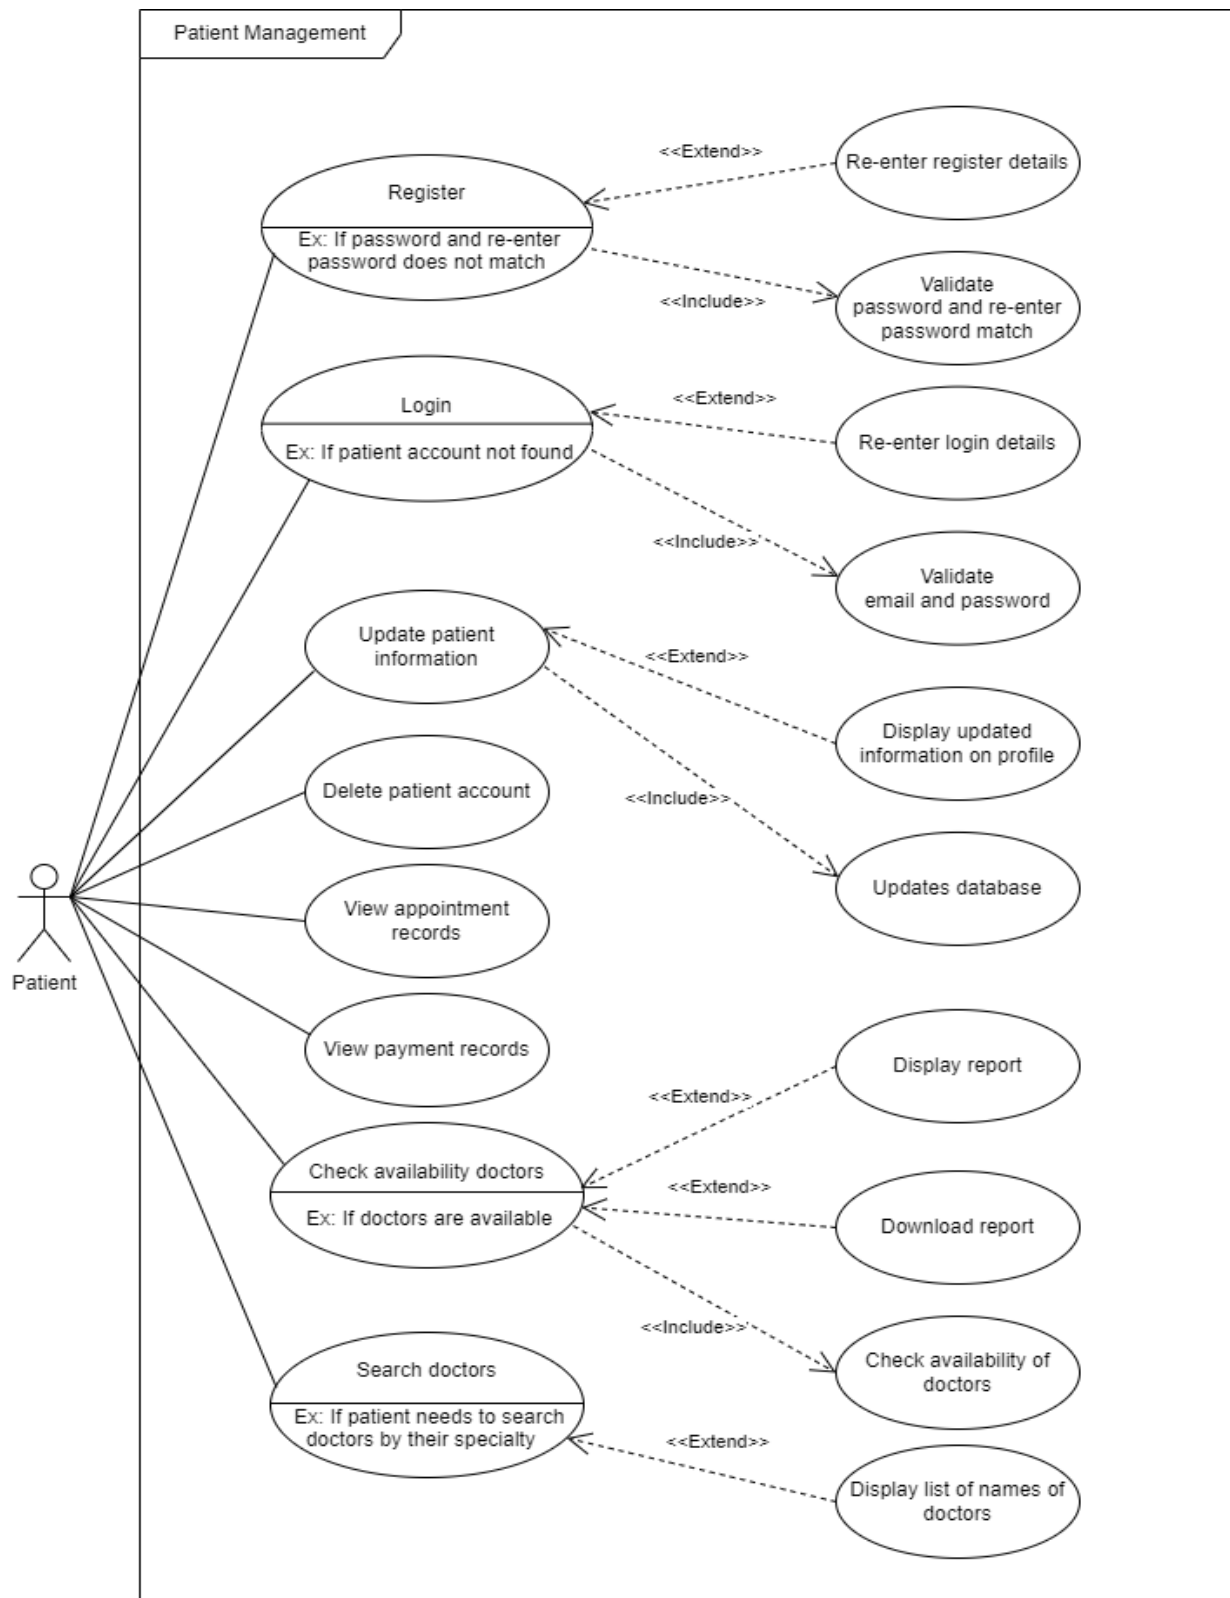 Patient Management
<<Extend>>
Re-enter register details
Register
Ex: If password and re-enter
password does not match
<<Include>>
Validate
password and re-enter
password match
Login
Ex: If patient account not found
<<Extend>>
Re-enter login details
<<Include>>
Validate
email and password
Update patient
information
<<Extend>>
Display updated
information on profile
Delete patient account
<<Include>>
Updates database
View appointment
records
Patient
View payment records
Display report
<<Extend>>
Check availability doctors
Ex: If doctors are available
<<Extend>>
Download report
<<Include>>
Check availability of
doctors
Search doctors
Ex: If patient needs to search
doctors by their specialty
<<Extend>>
Display list of names of
doctors